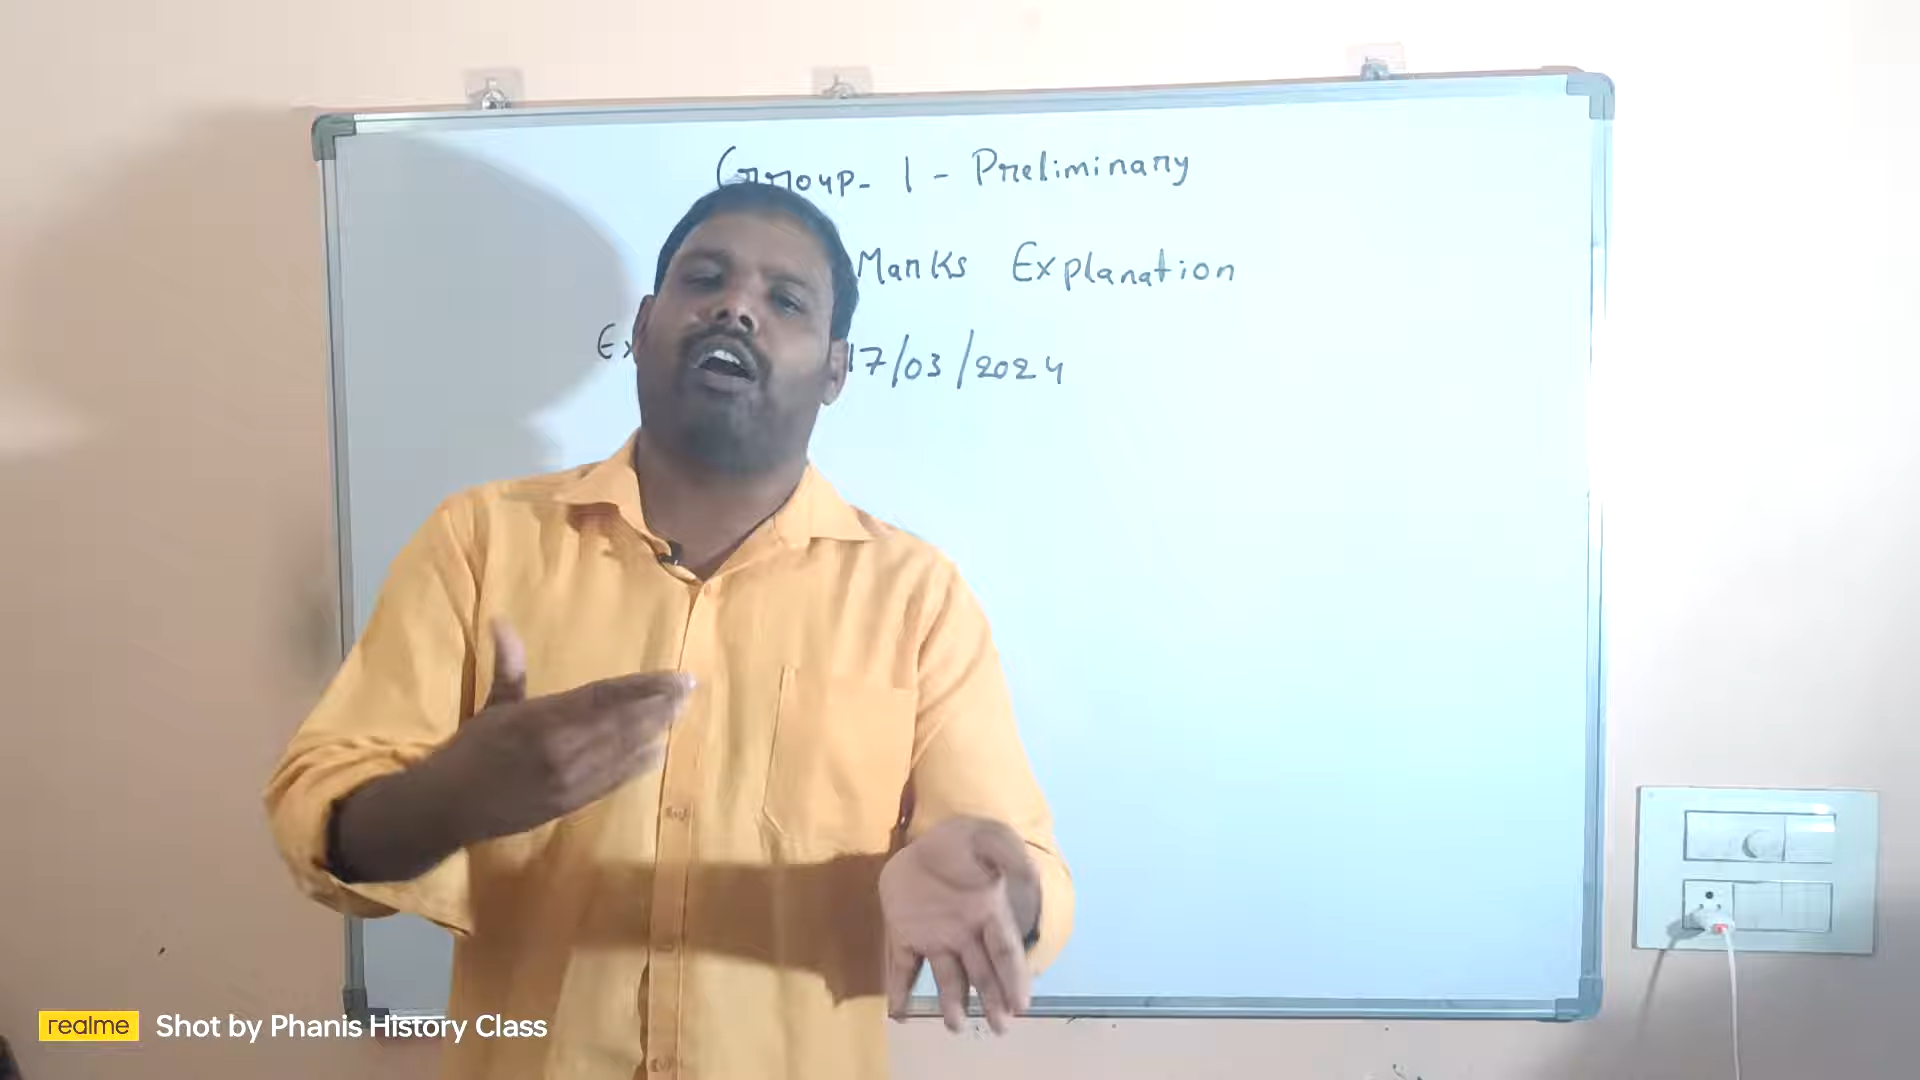 Group- 1 - Preliminary
Marks Explanation
17/03/2024
realme Shot by Phanis History Class